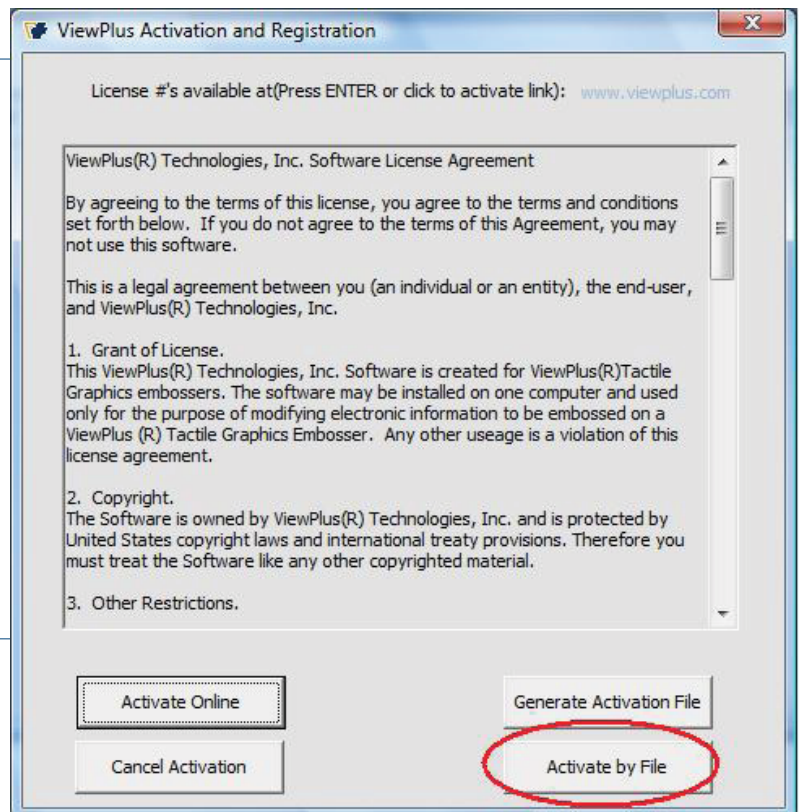 ViewPlus Activation and Registration
License #'s available at(Press ENTER or click to activate link): www.viewplus.com
ViewPlus(R) Technologies, Inc. Software License Agreement
By agreeing to the terms of this license, you agree to the terms and conditions
set forth below.  If you do not agree to the terms of this Agreement, you may
not use this software.
This is a legal agreement between you (an individual or an entity), the end-user,
and ViewPlus(R) Technologies, Inc.
1.  Grant of License.
This ViewPlus(R) Technologies, Inc. Software is created for ViewPlus(R)Tactile
Graphics embossers. The software may be installed on one computer and used
only for the purpose of modifying electronic information to be embossed on a
ViewPlus (R) Tactile Graphics Embosser.  Any other useage is a violation of this
license agreement.
2.  Copyright.
The Software is owned by ViewPlus(R) Technologies, Inc. and is protected by
United States copyright laws and international treaty provisions. Therefore you
must treat the Software like any other copyrighted material.
3.  Other Restrictions.
Activate Online
Generate Activation File
Cancel Activation
Activate by File